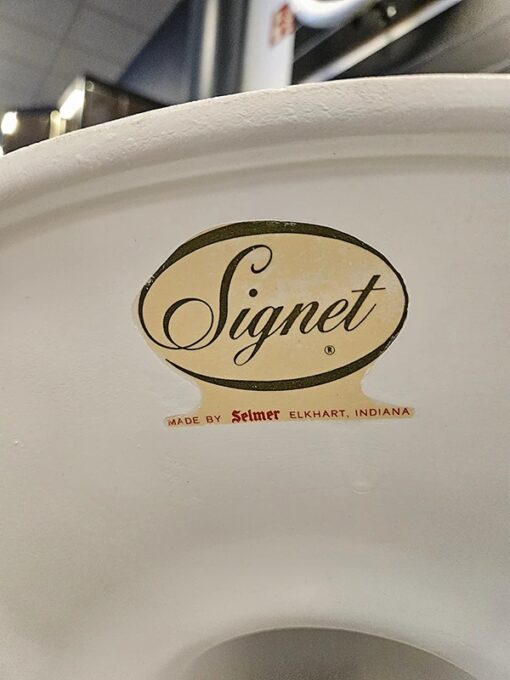 Signet
®
MADE BY Selmer ELKHART, INDIANA